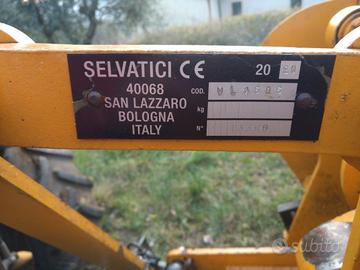 SELVATICI CE 20
40068 COD.
SAN LAZZARO kg
BOLOGNA
ITALY N°
subito